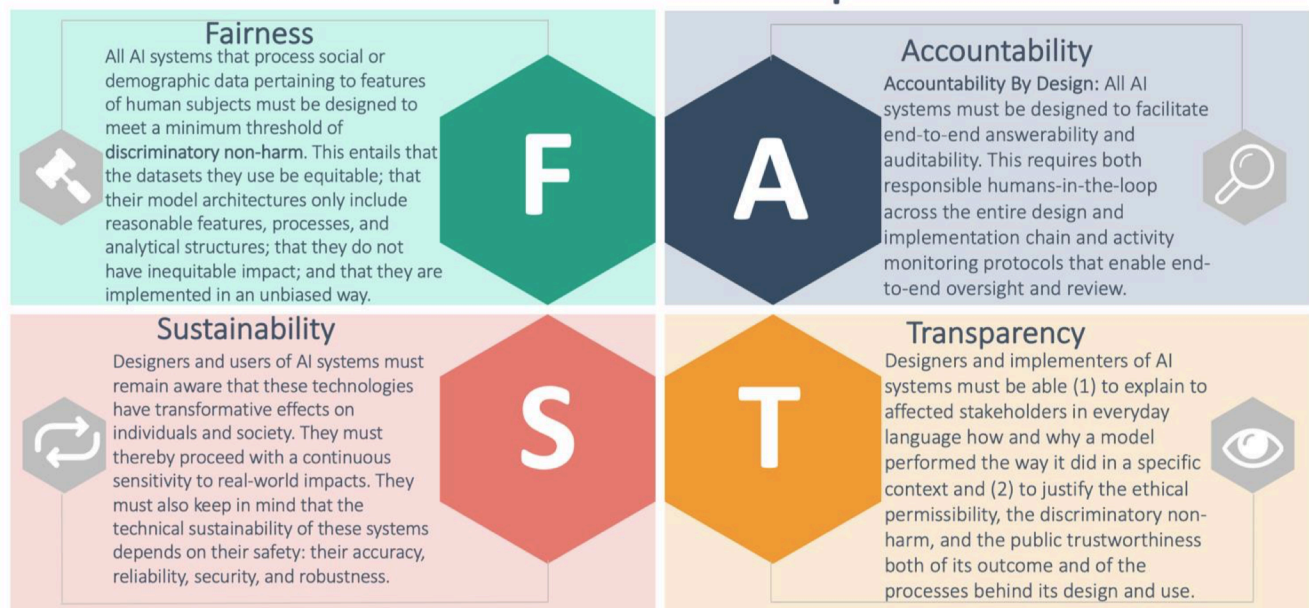 Fairness
All AI systems that process social or
demographic data pertaining to features
of human subjects must be designed to
meet a minimum threshold of
discriminatory non-harm. This entails that
the datasets they use be equitable; that
their model architectures only include
reasonable features, processes, and
analytical structures; that they do not
have inequitable impact; and that they are
implemented in an unbiased way.
F
A
Accountability
Accountability By Design: All AI
systems must be designed to facilitate
end-to-end answerability and
auditability. This requires both
responsible humans-in-the-loop
across the entire design and
implementation chain and activity
monitoring protocols that enable end-
to-end oversight and review.
Sustainability
Designers and users of AI systems must
remain aware that these technologies
have transformative effects on
individuals and society. They must
thereby proceed with a continuous
sensitivity to real-world impacts. They
must also keep in mind that the
technical sustainability of these systems
depends on their safety: their accuracy,
reliability, security, and robustness.
S
T
Transparency
Designers and implementers of AI
systems must be able (1) to explain to
affected stakeholders in everyday
language how and why a model
performed the way it did in a specific
context and (2) to justify the ethical
permissibility, the discriminatory non-
harm, and the public trustworthiness
both of its outcome and of the
processes behind its design and use.